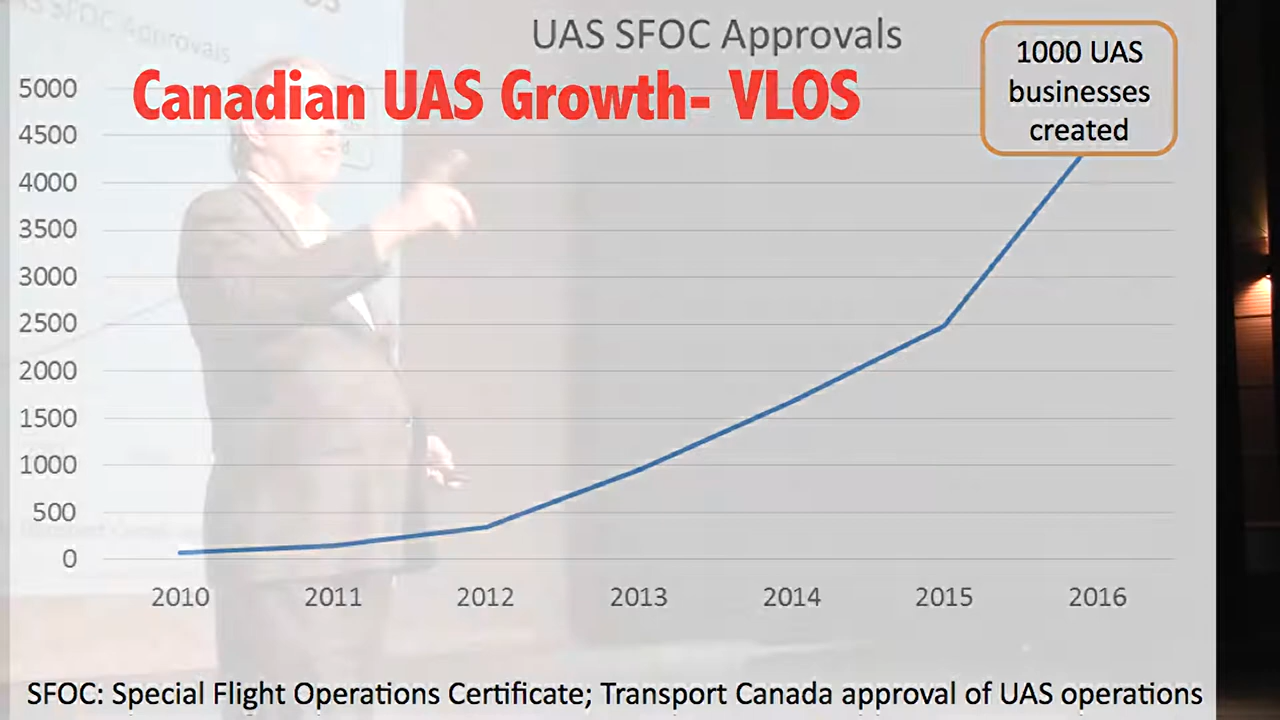 UAS SFOC Approvals
Canadian UAS Growth- VLOS
1000 UAS
businesses
created
5000
4500
4000
3500
3000
2500
2000
1500
1000
500
0
2010 2011 2012 2013 2014 2015 2016
SFOC: Special Flight Operations Certificate; Transport Canada approval of UAS operations